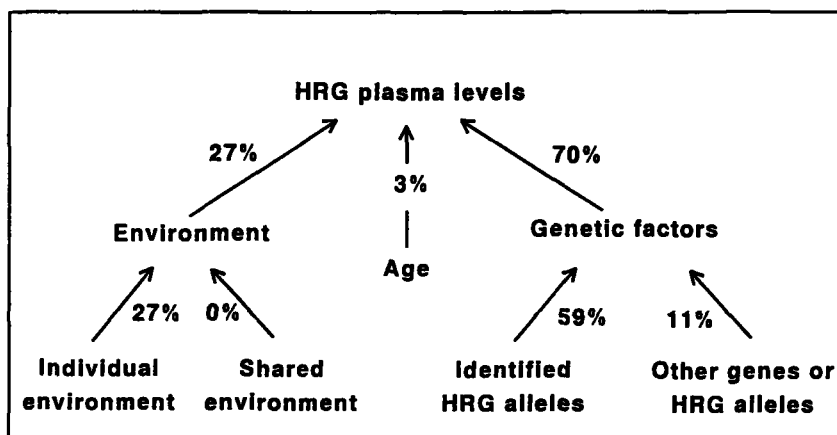 HRG plasma levels
27% 70%
3%
Environment Genetic factors
Age
27% 0% 59% 11%
Individual Shared Identified Other genes or
environment environment HRG alleles HRG alleles